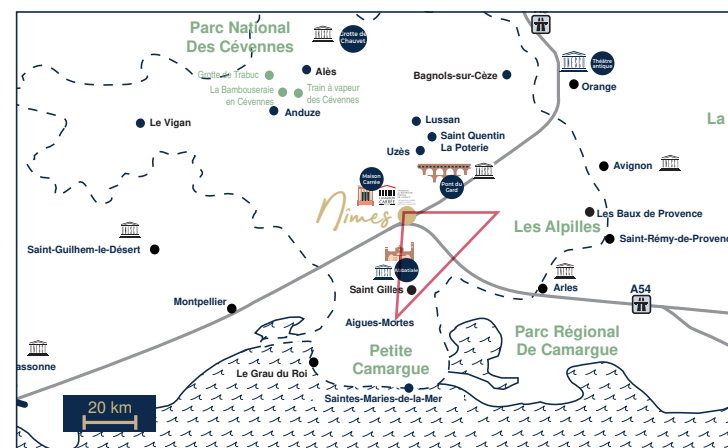 Parc National
Des Cévennes
Grotte de
Chauvet
Grotte de Trabuc
Alès
La Bambouseraie
en Cévennes
Train à vapeur
des Cévennes
Anduze
Le Vigan
Bagnols-sur-Cèze
Théâtre
antique
Orange
La
Lussan
Saint Quentin
La Poterie
Uzès
Maison
Carrée
Pont du
Gard
Avignon
Nîmes
Les Alpilles
Les Baux de Provence
Saint-Rémy-de-Provenc
Saint-Guilhem-le-Désert
Abbatiale
Saint Gilles
Arles
A54
Montpellier
Aigues-Mortes
Parc Régional
De Camargue
Petite
Camargue
assonne
Le Grau du Roi
Saintes-Maries-de-la-Mer
20 km